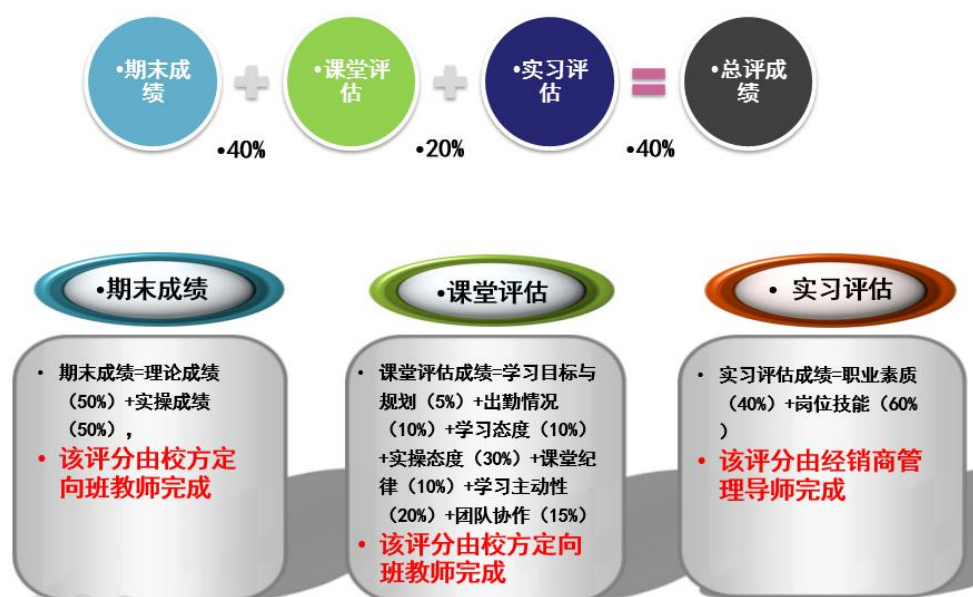 •期末成
绩
•课堂评
估
•实习评
估
•总评成
绩
•40%
•20%
•40%
•期末成绩
• 期末成绩=理论成绩
（50%）+实操成绩
（50%），
• 该评分由校方定
向班教师完成
•课堂评估
• 课堂评估成绩=学习目标与
规划（5%）+出勤情况
（10%）+学习态度（10%）
+实操态度（30%）+课堂纪
律（10%）+学习主动性
（20%）+团队协作（15%）
• 该评分由校方定向
班教师完成
• 实习评估
• 实习评估成绩=职业素质
（40%）+岗位技能（60%
）
• 该评分由经销商管
理导师完成